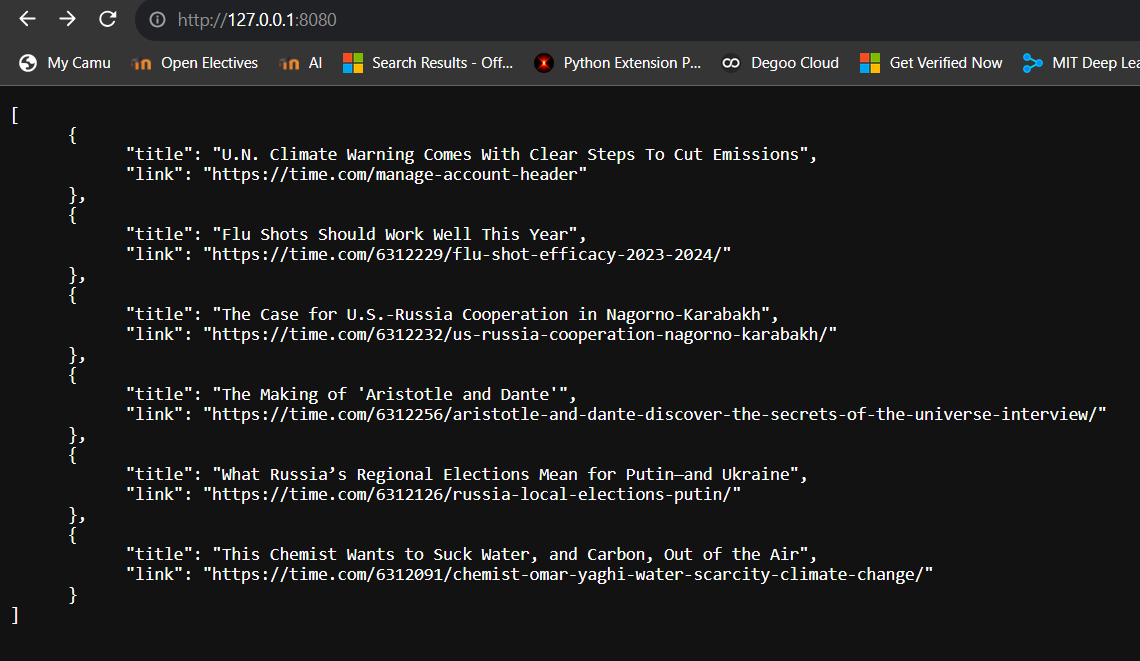 http://127.0.0.1:8080
My Camu Open Electives AI Search Results - Off... Python Extension P... Degoo Cloud Get Verified Now MIT Deep Lea
[
{
"title": "U.N. Climate Warning Comes With Clear Steps To Cut Emissions",
"link": "https://time.com/manage-account-header"
},
{
"title": "Flu Shots Should Work Well This Year",
"link": "https://time.com/6312229/flu-shot-efficacy-2023-2024/"
},
{
"title": "The Case for U.S.-Russia Cooperation in Nagorno-Karabakh",
"link": "https://time.com/6312232/us-russia-cooperation-nagorno-karabakh/"
},
{
"title": "The Making of 'Aristotle and Dante'",
"link": "https://time.com/6312256/aristotle-and-dante-discover-the-secrets-of-the-universe-interview/"
},
{
"title": "What Russia’s Regional Elections Mean for Putin—and Ukraine",
"link": "https://time.com/6312126/russia-local-elections-putin/"
},
{
"title": "This Chemist Wants to Suck Water, and Carbon, Out of the Air",
"link": "https://time.com/6312091/chemist-omar-yaghi-water-scarcity-climate-change/"
}
]